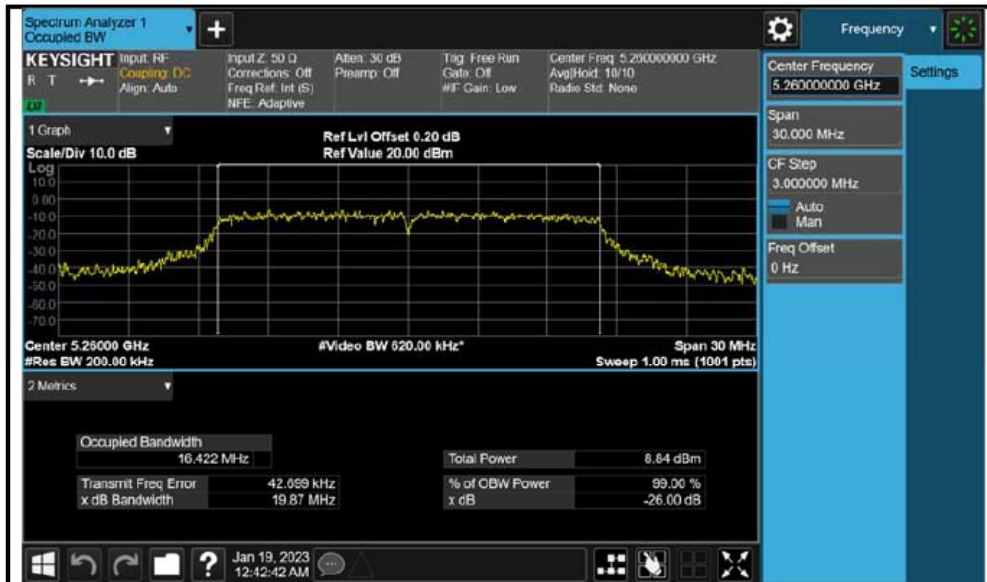 Spectrum Analyzer 1
Occupied BW
Frequency
KEYSIGHT
R T
LXI
Input: RF
Coupling: DC
Align: Auto
Input Z: 50 Ω
Corrections: Off
Freq Ref: Int (S)
NFE: Adaptive
Atten: 30 dB
Preamp: Off
Trig: Free Run
Gate: Off
#IF Gain: Low
Center Freq: 5.260000000 GHz
Avg|Hold: 10/10
Radio Std: None
Center Frequency
5.260000000 GHz
Settings
Span
30.000 MHz
CF Step
3.000000 MHz
Auto
Man
Freq Offset
0 Hz
1 Graph
Scale/Div 10.0 dB
Ref Lvl Offset 0.20 dB
Ref Value 20.00 dBm
Log
10.0
0.00
-10.0
-20.0
-30.0
-40.0
-50.0
-60.0
-70.0
Center 5.26000 GHz
#Video BW 620.00 kHz*
Span 30 MHz
#Res BW 200.00 kHz
Sweep 1.00 ms (1001 pts)
2 Metrics
Occupied Bandwidth
16.422 MHz
Total Power 8.84 dBm
Transmit Freq Error 42.699 kHz
% of OBW Power 99.00 %
x dB Bandwidth 19.87 MHz
x dB -26.00 dB
?
Jan 19, 2023
12:42:42 AM